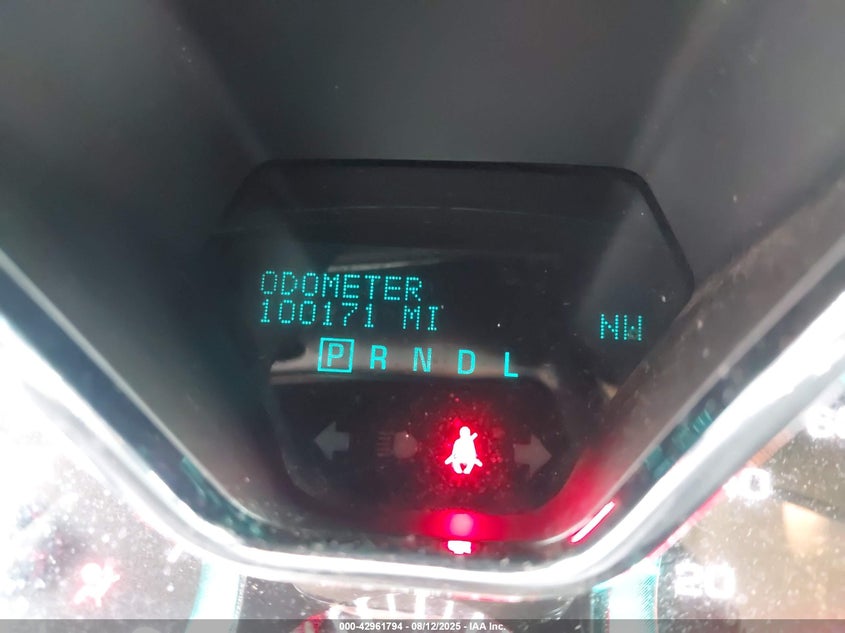 ODOMETER
100171 MI
NW
P R N D L
20
000-42961794 - 08/12/2025 - IAA Inc.